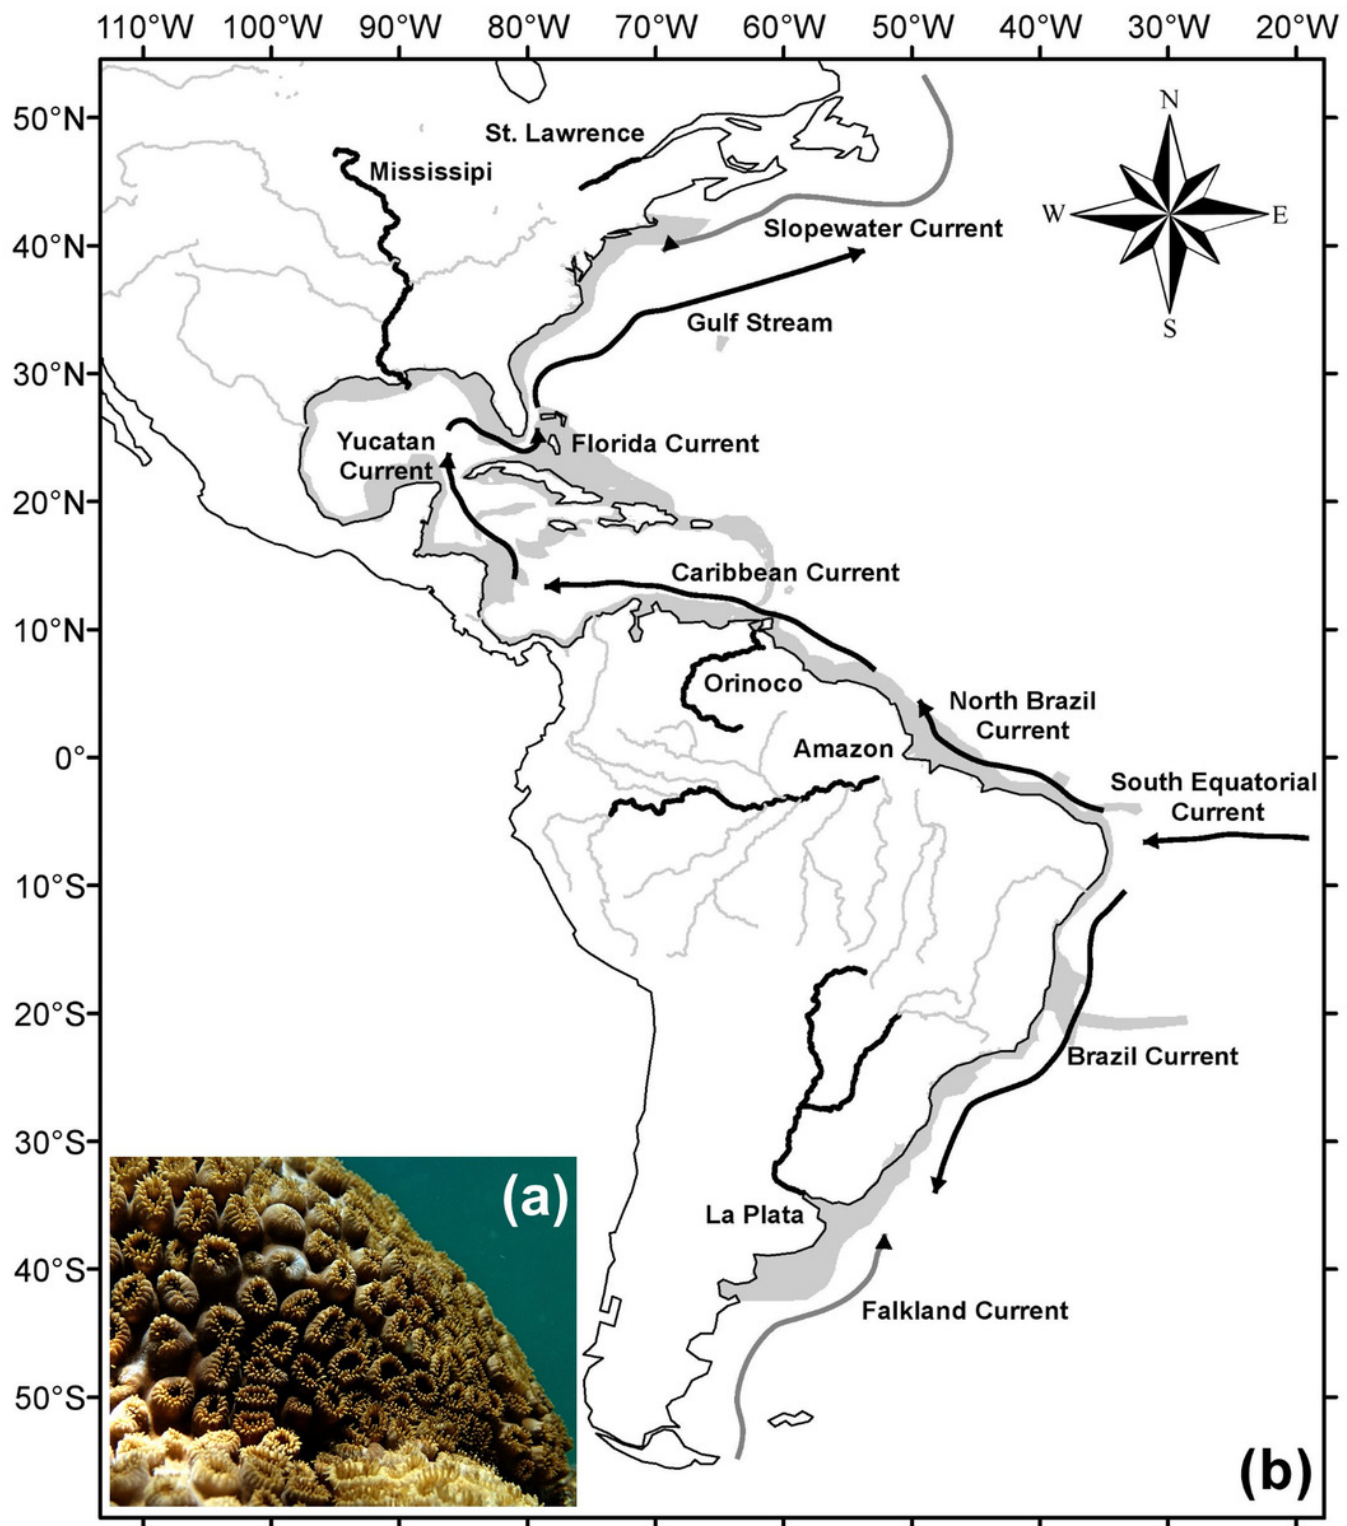 110°W 100°W 90°W 80°W 70°W 60°W 50°W 40°W 30°W 20°W
50°N
40°N
30°N
20°N
10°N
0°
10°S
20°S
30°S
40°S
50°S
N
W
E
S
St. Lawrence
Mississipi
Slopewater Current
Gulf Stream
Yucatan
Current
Florida Current
Caribbean Current
Orinoco
North Brazil
Current
Amazon
South Equatorial
Current
Brazil Current
La Plata
Falkland Current
(a)
(b)